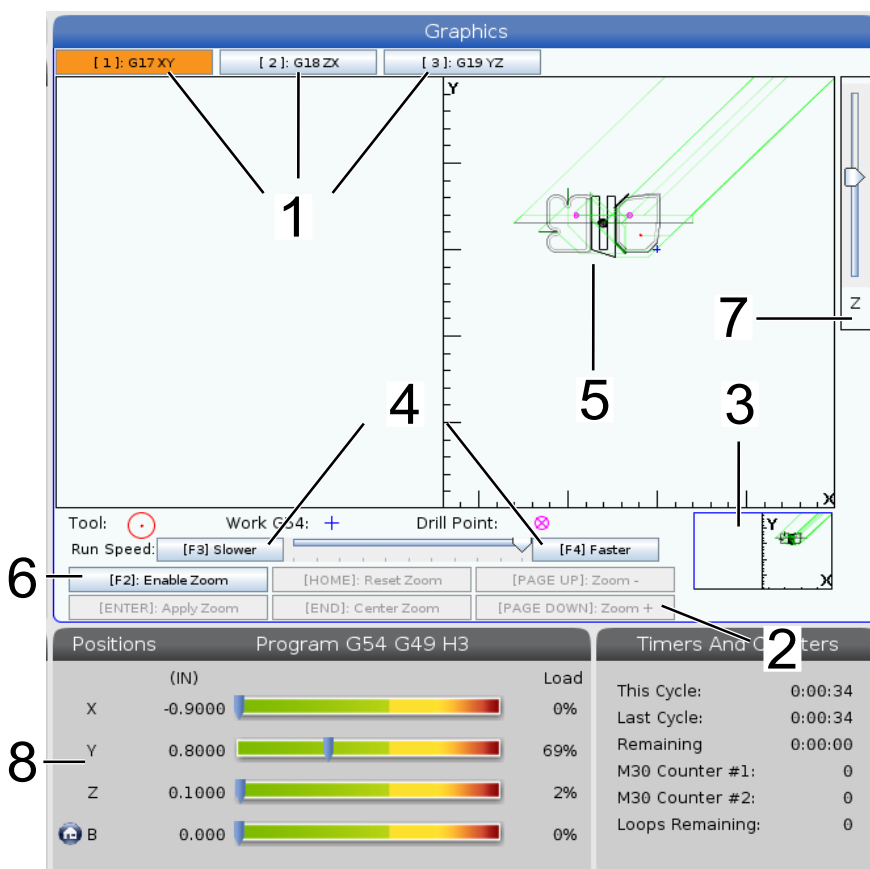 Graphics
[ 1 ]: G17 XY [ 2 ]: G18 ZX [ 3 ]: G19 YZ
Y
1
Z
7
5
4
3
X
Tool: Work G54: Drill Point:
Y
Run Speed: [F3] Slower [F4] Faster
X
6
[F2]: Enable Zoom [HOME]: Reset Zoom [PAGE UP]: Zoom -
[ENTER]: Apply Zoom [END]: Center Zoom [PAGE DOWN]: Zoom +
2
Positions Program G54 G49 H3
Timers And
(IN) Load
X -0.9000 0%
Y 0.8000 69%
Z 0.1000 2%
B 0.000 0%
8
This Cycle: 0:00:34
Last Cycle: 0:00:34
Remaining 0:00:00
M30 Counter #1: 0
M30 Counter #2: 0
Loops Remaining: 0